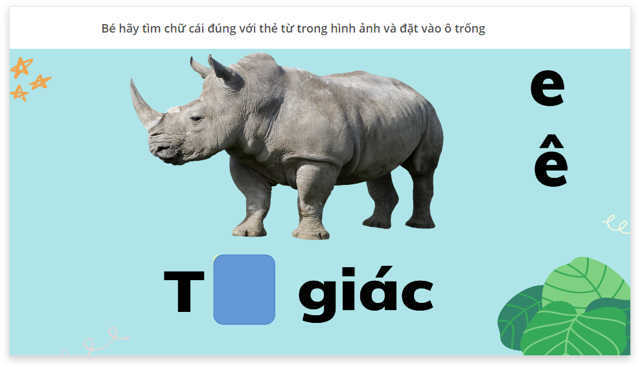 Bé hãy tìm chữ cái đúng với thẻ từ trong hình ảnh và đặt vào ô trống
e
ê
T giác